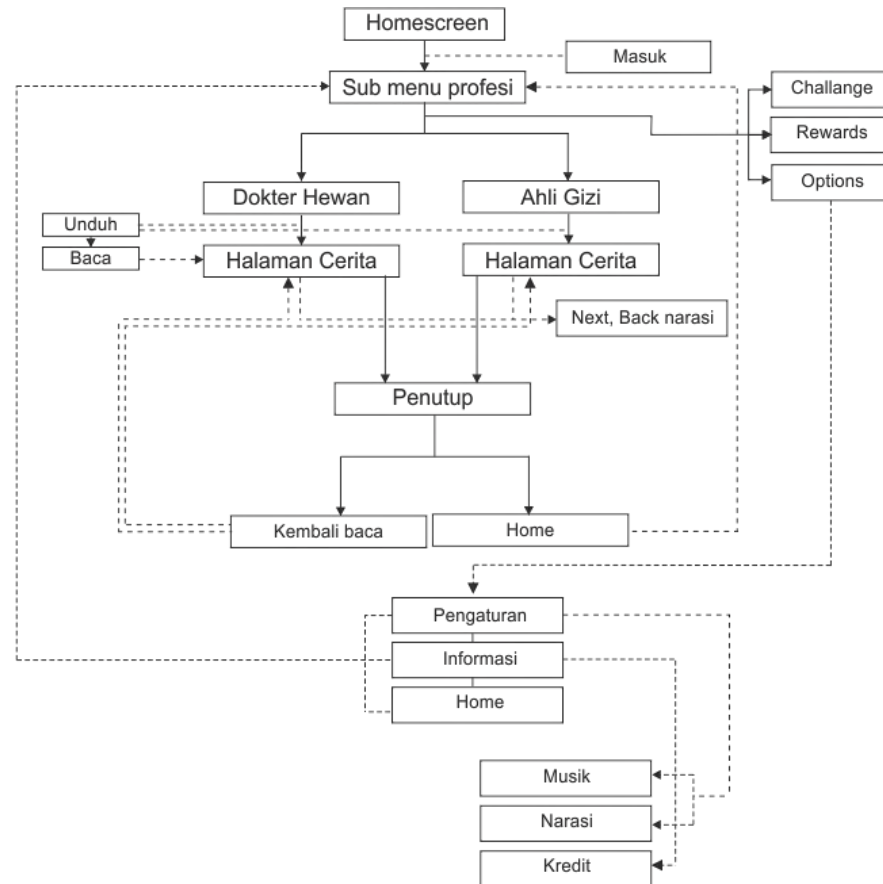 Homescreen
Masuk
Sub menu profesi
Challange
Rewards
Options
Dokter Hewan
Ahli Gizi
Unduh
Baca
Halaman Cerita
Halaman Cerita
Next, Back narasi
Penutup
Kembali baca
Home
Pengaturan
Informasi
Home
Musik
Narasi
Kredit